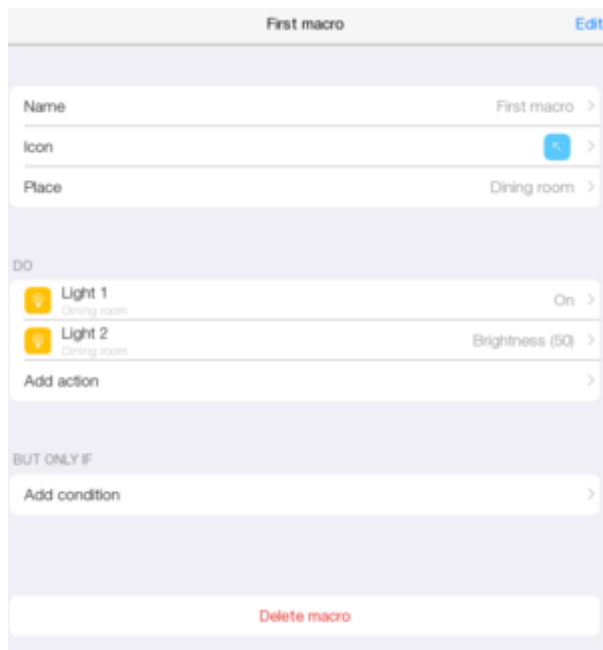 First macro
Edit
Name
First macro
Icon
Place
Dining room
DO
Light 1
Dining room
On
Light 2
Dining room
Brightness (50)
Add action
BUT ONLY IF
Add condition
Delete macro